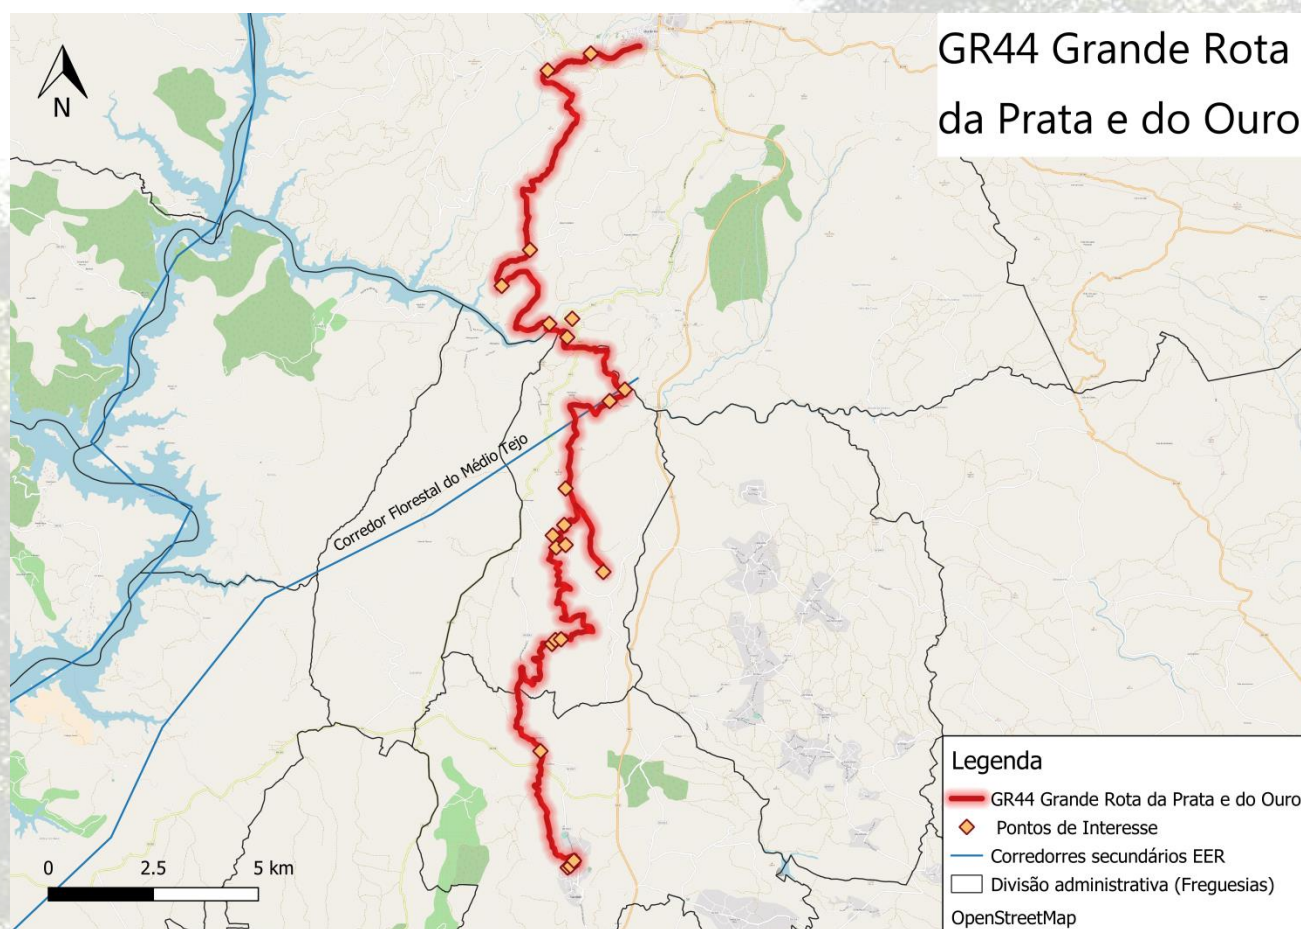 GR44 Grande Rota
da Prata e do Ouro
N
Corredor Florestal do Médio Tejo
0 2.5 5 km
Legenda
GR44 Grande Rota da Prata e do Ouro
Pontos de Interesse
Corredorres secundários EER
Divisão administrativa (Freguesias)
OpenStreetMap